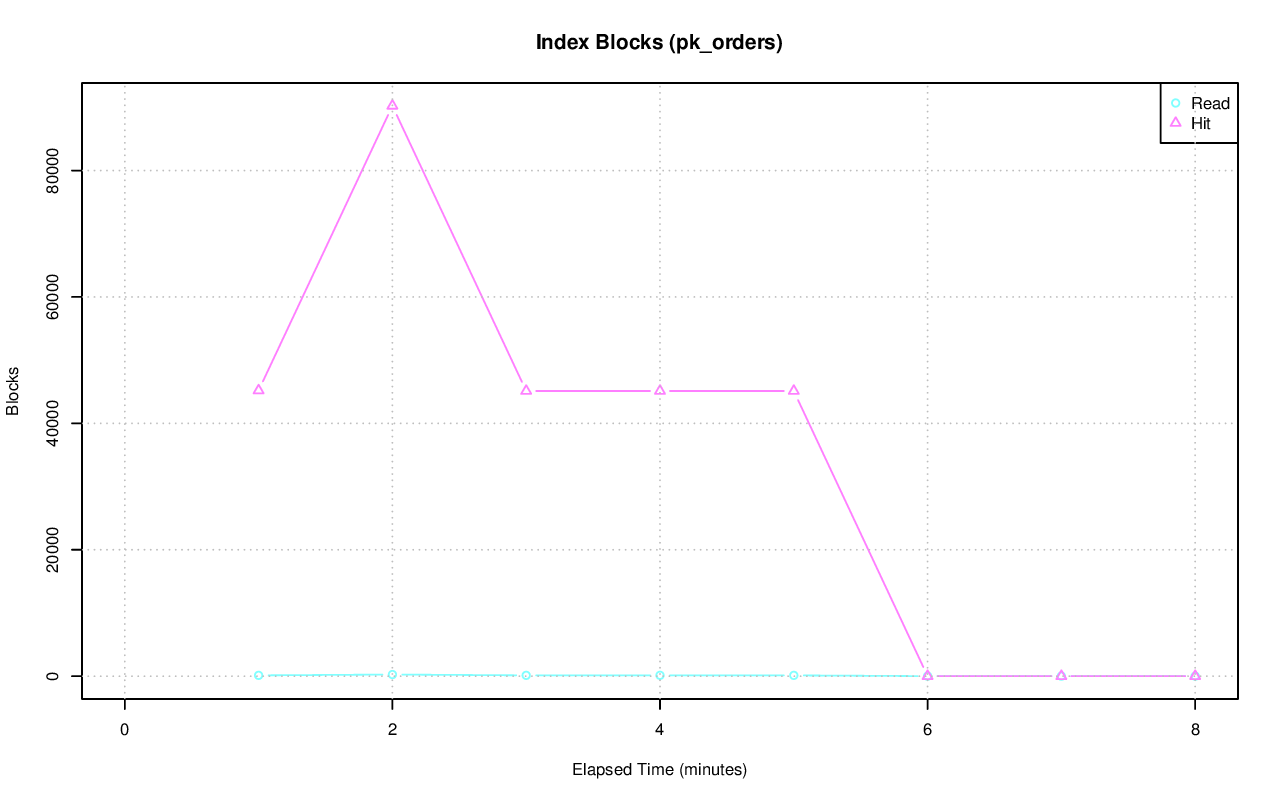 Index Blocks (pk_orders)
Read
Hit
80000
60000
40000
20000
0
Blocks
0 2 4 6 8
Elapsed Time (minutes)